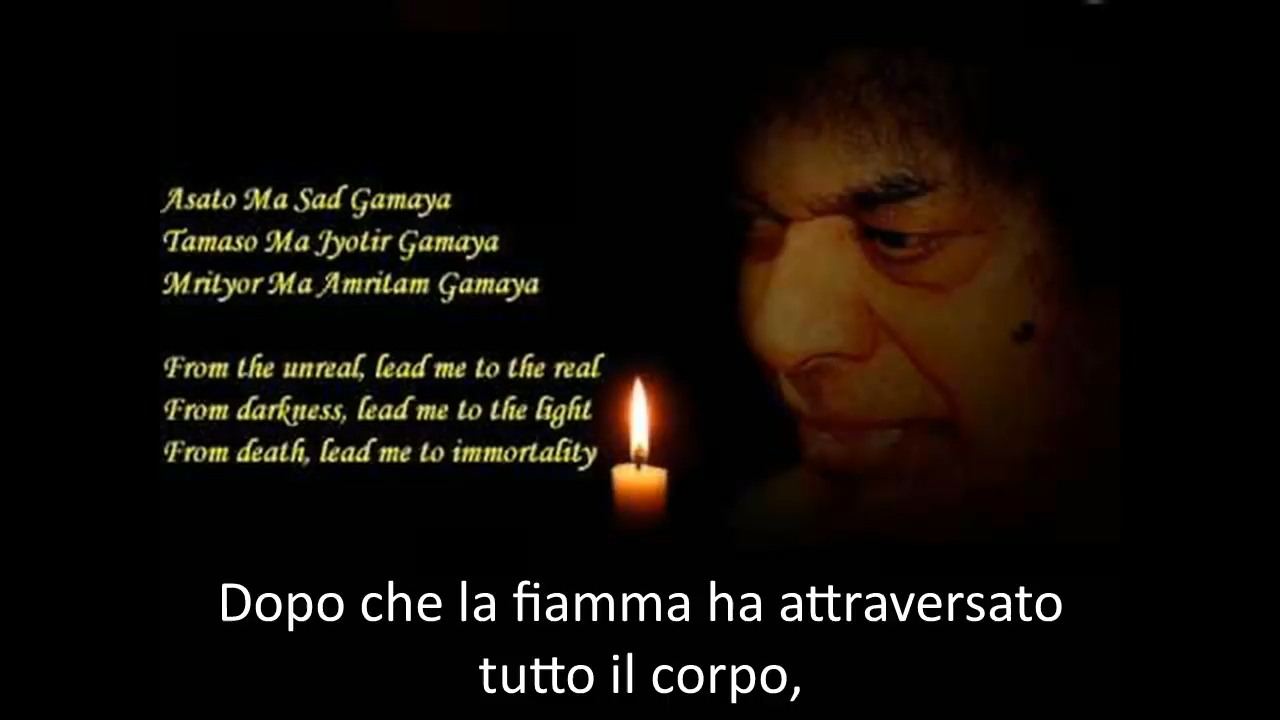 Asato Ma Sad Gamaya
Tamaso Ma Jyotir Gamaya
Mrityor Ma Amritam Gamaya
From the unreal, lead me to the real
From darkness, lead me to the light
From death, lead me to immortality
Dopo che la fiamma ha attraversato
tutto il corpo,